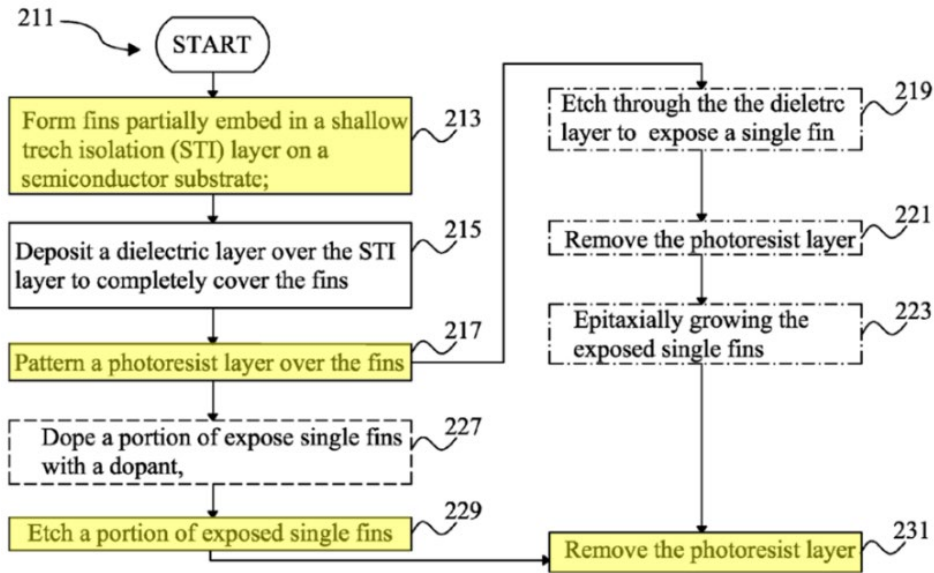 211
START
Form fins partially embed in a shallow
trech isolation (STI) layer on a
semiconductor substrate;
213
Deposit a dielectric layer over the STI
layer to completely cover the fins
215
Pattern a photoresist layer over the fins
217
Dope a portion of expose single fins
with a dopant,
227
Etch a portion of exposed single fins
229
Etch through the the dieletrc
layer to expose a single fin
219
Remove the photoresist layer
221
Epitaxially growing the
exposed single fins
223
Remove the photoresist layer
231